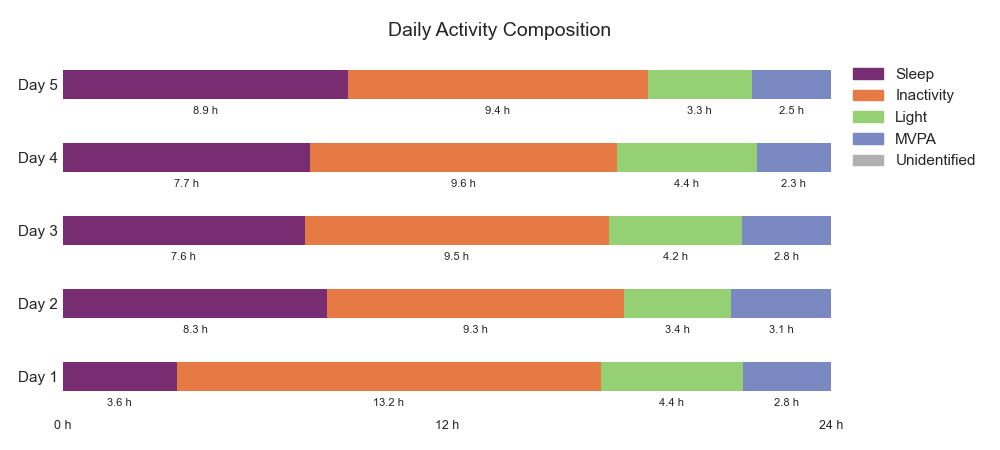 Daily Activity Composition
Day 5
8.9 h 9.4 h 3.3 h 2.5 h
Day 4
7.7 h 9.6 h 4.4 h 2.3 h
Day 3
7.6 h 9.5 h 4.2 h 2.8 h
Day 2
8.3 h 9.3 h 3.4 h 3.1 h
Day 1
3.6 h 13.2 h 4.4 h 2.8 h
0 h 12 h 24 h
Sleep
Inactivity
Light
MVPA
Unidentified